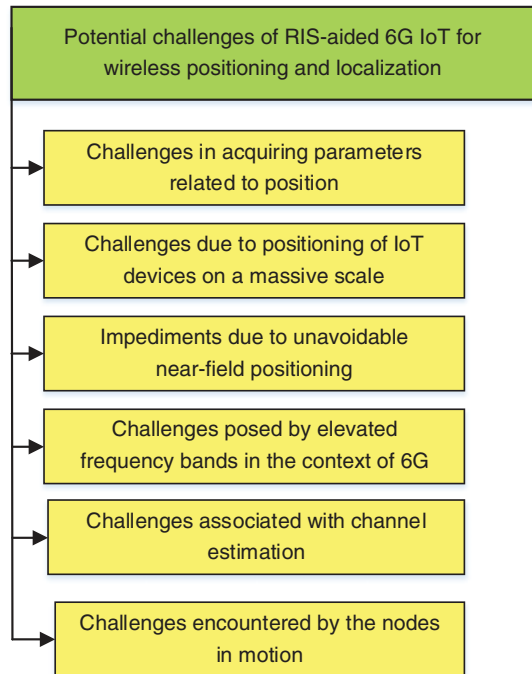 Potential challenges of RIS-aided 6G IoT for
wireless positioning and localization
Challenges in acquiring parameters
related to position
Challenges due to positioning of IoT
devices on a massive scale
Impediments due to unavoidable
near-field positioning
Challenges posed by elevated
frequency bands in the context of 6G
Challenges associated with channel
estimation
Challenges encountered by the nodes
in motion